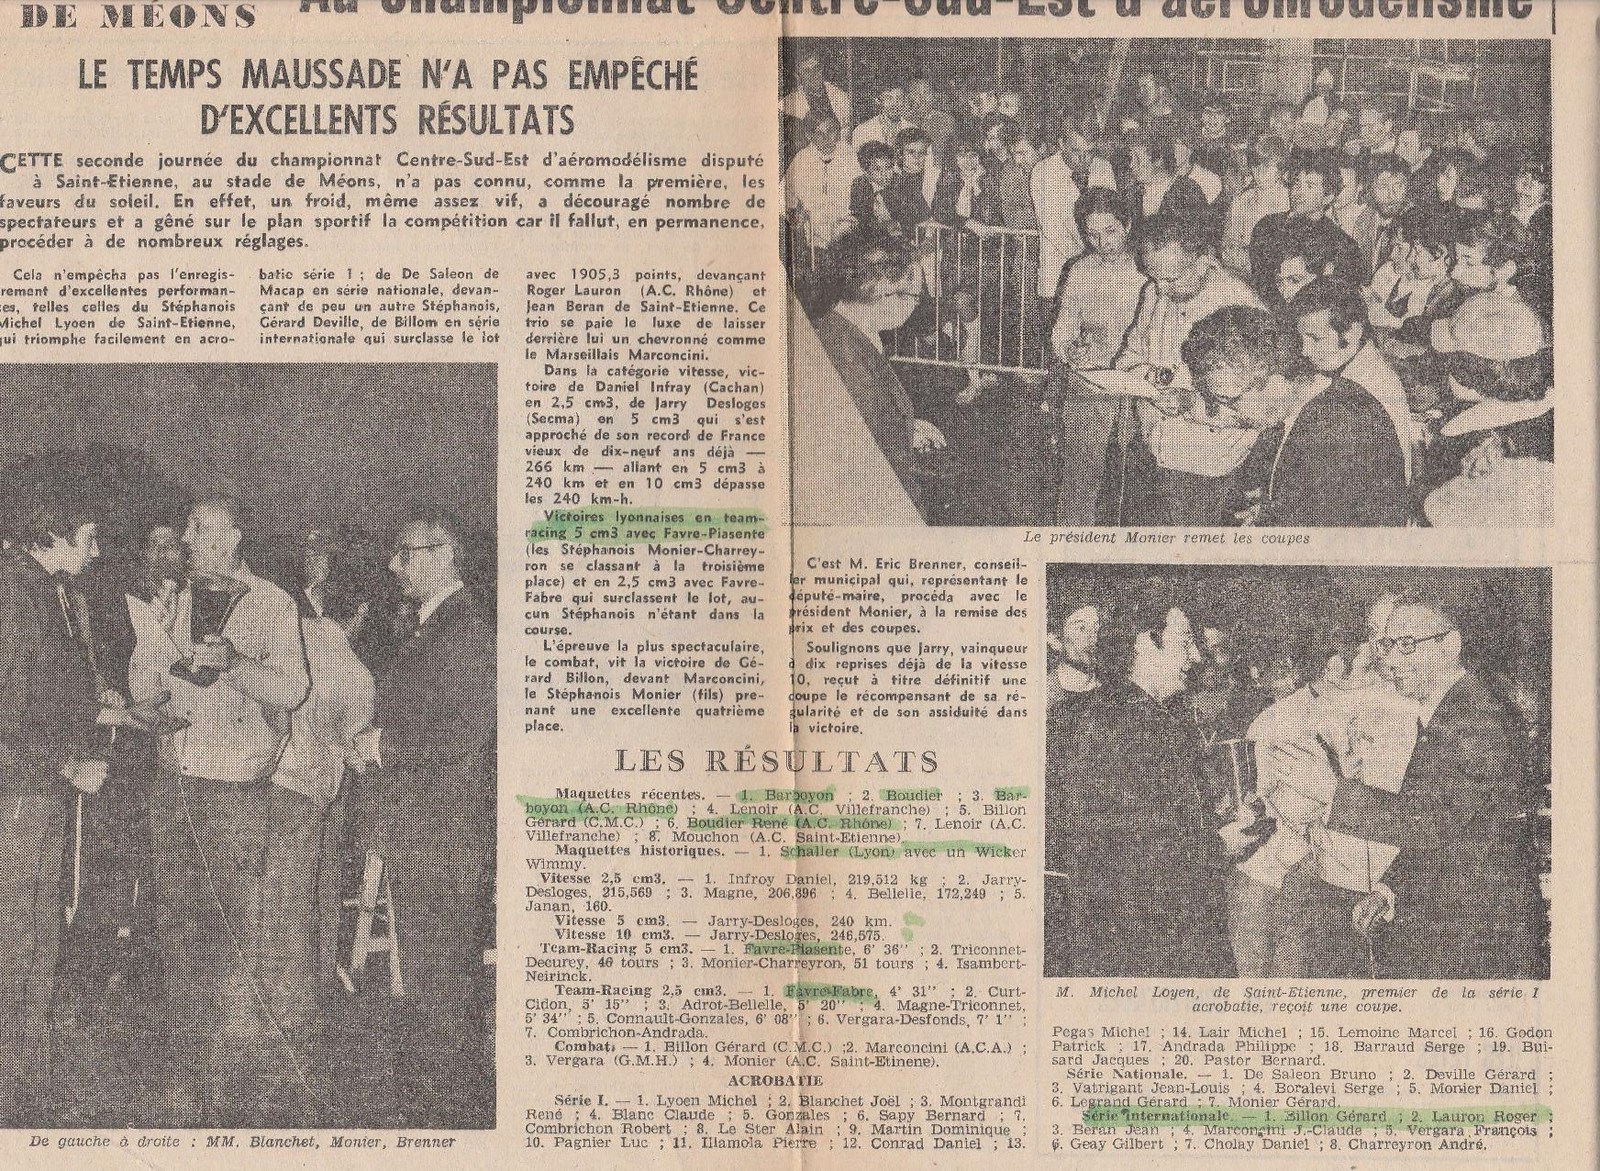 DE MÉONS
Au championnat Centre-Sud-Est d'aéromodélisme
LE TEMPS MAUSSADE N'A PAS EMPÊCHÉ
D'EXCELLENTS RÉSULTATS
CETTE seconde journée du championnat Centre-Sud-Est d'aéromodélisme disputé
à Saint-Etienne, au stade de Méons, n'a pas connu, comme la première, les
faveurs du soleil. En effet, un froid, même assez vif, a découragé nombre de
spectateurs et a gêné sur le plan sportif la compétition car il fallut, en permanence,
procéder à de nombreux réglages.
Cela n'empêcha pas l'enregis-
rement d'excellentes performan-
es, telles celles du Stéphanois
Michel Lyoen de Saint-Etienne,
qui triomphe facilement en acro-
batie série 1 ; de De Saleon de
Macap en série nationale, devan-
çant de peu un autre Stéphanois,
Gérard Deville, de Billom en série
internationale qui surclasse le lot
avec 1905,3 points, devançant
Roger Lauron (A.C. Rhône) et
Jean Beran de Saint-Etienne. Ce
trio se paie le luxe de laisser
derrière lui un chevronné comme
le Marseillais Marconcini.
Dans la catégorie vitesse, vic-
toire de Daniel Infray (Cachan)
en 2,5 cm3, de Jarry Desloges
(Secma) en 5 cm3 qui s'est
approché de son record de France
vieux de dix-neuf ans déjà —
266 km — allant en 5 cm3 à
240 km et en 10 cm3 dépasse
les 240 km-h.
Victoires lyonnaises en team-
racing 5 cm3 avec Favre-Piasente
(les Stéphanois Monier-Charrey-
ron se classant à la troisième
place) et en 2,5 cm3 avec Favre-
Fabre qui surclassent le lot, au-
cun Stéphanois n'étant dans la
course.
L'épreuve la plus spectaculaire,
le combat, vit la victoire de Gé-
rard Billon, devant Marconcini,
le Stéphanois Monier (fils) pre-
nant une excellente quatrième
place.
Le président Monier remet les coupes
C'est M. Eric Brenner, conseil-
ler municipal qui, représentant le
député-maire, procéda avec le
président Monier, à la remise des
prix et des coupes.
Soulignons que Jarry, vainqueur
à dix reprises déjà de la vitesse
10, reçut à titre définitif une
coupe le récompensant de sa ré-
gularité et de son assiduité dans
la victoire.
LES RÉSULTATS
Maquettes récentes. — 1. Barboyon ; 2. Boudier ; 3. Bar-
boyon (A.C. Rhône) ; 4. Lenoir (A.C. Villefranche) ; 5. Billon
Gérard (C.M.C.) ; 6. Boudier René (A.C. Rhône) ; 7. Lenoir (A.C.
Villefranche) ; 8. Mouchon (A.C. Saint-Etienne).
Maquettes historiques. — 1. Schaller (Lyon) avec un Wicker
Wimmy.
Vitesse 2,5 cm3. — 1. Infroy Daniel, 219,512 kg ; 2. Jarry-
Desloges, 215,569 ; 3. Magne, 206,896 ; 4. Bellelle, 172,249 ; 5.
Janan, 160.
Vitesse 5 cm3. — Jarry-Desloges, 240 km.
Vitesse 10 cm3. — Jarry-Desloges, 246,575.
Team-Racing 5 cm3. — 1. Favre-Piasente, 6' 36'' ; 2. Triconnet-
Decurey, 46 tours ; 3. Monier-Charreyron, 51 tours ; 4. Isambert-
Neirinck.
Team-Racing 2,5 cm3. — 1. Favre-Fabre, 4' 31'' ; 2. Curt-
Cidon, 5' 15'' ; 3. Adrot-Bellelle, 5' 20'' ; 4. Magne-Triconnet,
5' 34'' ; 5. Connault-Gonzales, 6' 08'' ; 6. Vergara-Desfonds, 7' 1'' ;
7. Combrichon-Andrada.
Combat. — 1. Billon Gérard (C.M.C.) ;2. Marconcini (A.C.A.) ;
3. Vergara (G.M.H.) ; 4. Monier (A.C. Saint-Etinene).
ACROBATIE
Série I. — 1. Lyoen Michel ; 2. Blanchet Joël ; 3. Montgrandi
René ; 4. Blanc Claude ; 5. Gonzales ; 6. Sapy Bernard ; 7.
Combrichon Robert ; 8. Le Ster Alain ; 9. Martin Dominique ;
10. Pagnier Luc ; 11. Illamola Pierre ; 12. Conrad Daniel ; 13.
M. Michel Loyen, de Saint-Etienne, premier de la série I
acrobatie, reçoit une coupe.
Pegas Michel ; 14. Lair Michel ; 15. Lemoine Marcel ; 16. Godon
Patrick ; 17. Andrada Philippe ; 18. Barraud Serge ; 19. Bui-
sard Jacques ; 20. Pastor Bernard.
Série Nationale. — 1. De Saleon Bruno ; 2. Deville Gérard ;
3. Vatrigant Jean-Louis ; 4. Boralevi Serge ; 5. Monier Daniel ;
6. Legrand Gérard ; 7. Monier Gérard.
Série internationale. — 1. Billon Gérard ; 2. Lauron Roger ;
3. Beran Jean ; 4. Marconcini J.-Claude ; 5. Vergara François ;
6. Geay Gilbert ; 7. Cholay Daniel ; 8. Charreyron André.
De gauche à droite : MM. Blanchet, Monier, Brenner